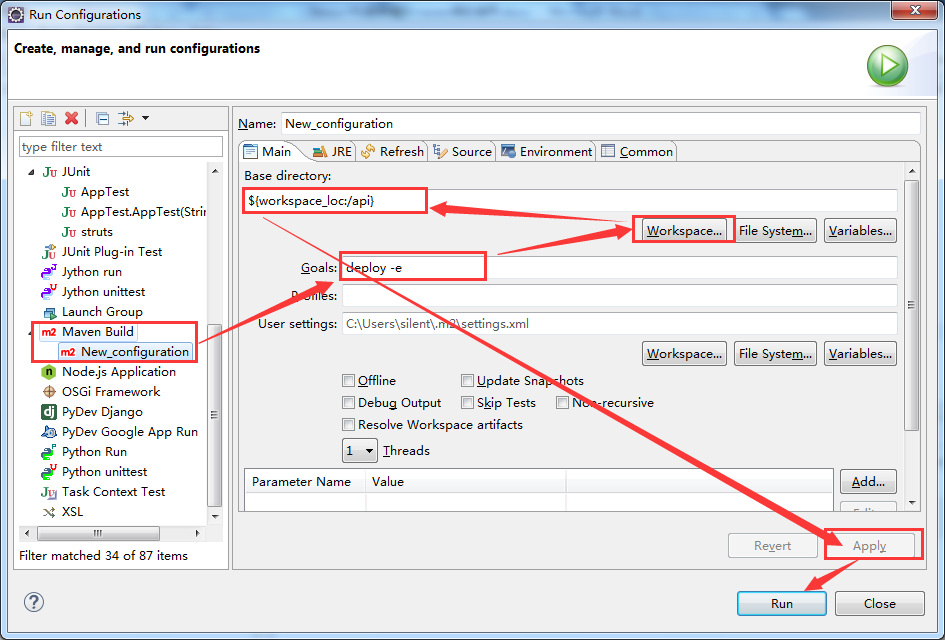 Run Configurations
Create, manage, and run configurations
type filter text
JUnit
AppTest
AppTest.AppTest(Strin
struts
JUnit Plug-in Test
Jython run
Jython unittest
Launch Group
m2 Maven Build
m2 New_configuration
Node.js Application
OSGi Framework
dj PyDev Django
PyDev Google App Run
Python Run
Python unittest
Task Context Test
XSL
Filter matched 34 of 87 items
Name: New_configuration
Main JRE Refresh Source Environment Common
Base directory:
${workspace_loc:/api}
Workspace... File System... Variables...
Goals: deploy -e
Profiles:
User settings: C:\Users\silent\.m2\settings.xml
Workspace... File System... Variables...
Offline Update Snapshots
Debug Output Skip Tests Non-recursive
Resolve Workspace artifacts
1 Threads
Parameter Name Value
Add...
Revert Apply
Run Close